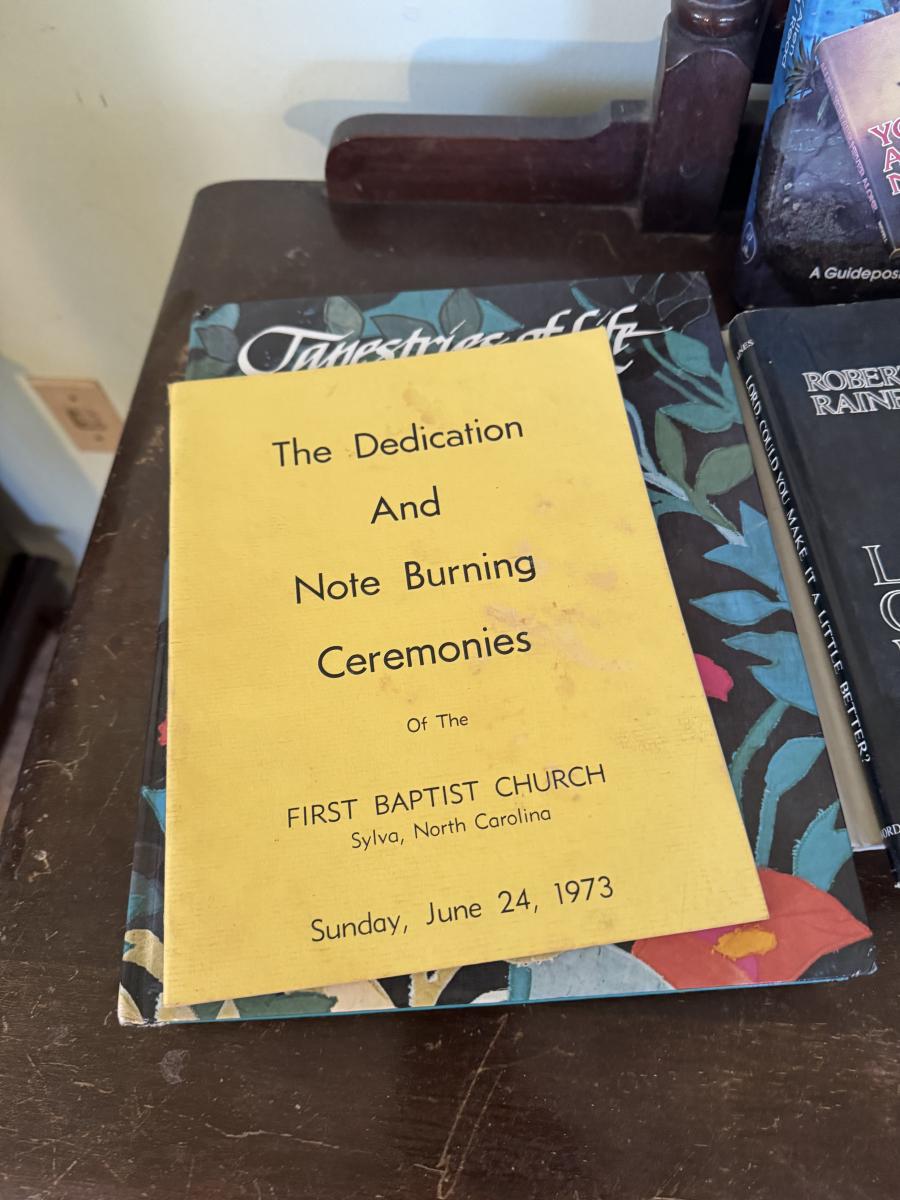 Tapestries of Life
The Dedication
And
Note Burning
Ceremonies
Of The
FIRST BAPTIST CHURCH
Sylva, North Carolina
Sunday, June 24, 1973
A Guidepos
ROBER
RAINE
LORD, COULD YOU MAKE IT A LITTLE BETTER?
YO
A
N